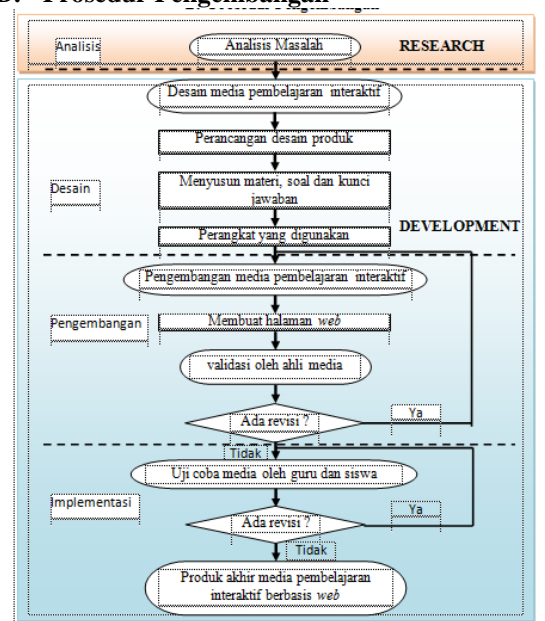 Prosedur Pengembangan
Analisis
Analisis Masalah
RESEARCH
Desain media pembelajaran interaktif
Perancangan desain produk
Menyusun materi, soal dan kunci
jawaban
Desain
Perangkat yang digunakan
DEVELOPMENT
Pengembangan media pembelajaran interaktif
Pengembangan
Membuat halaman web
validasi oleh ahli media
Ada revisi ?
Ya
Tidak
Uji coba media oleh guru dan siswa
Implementasi
Ada revisi ?
Ya
Tidak
Produk akhir media pembelajaran
interaktif berbasis web